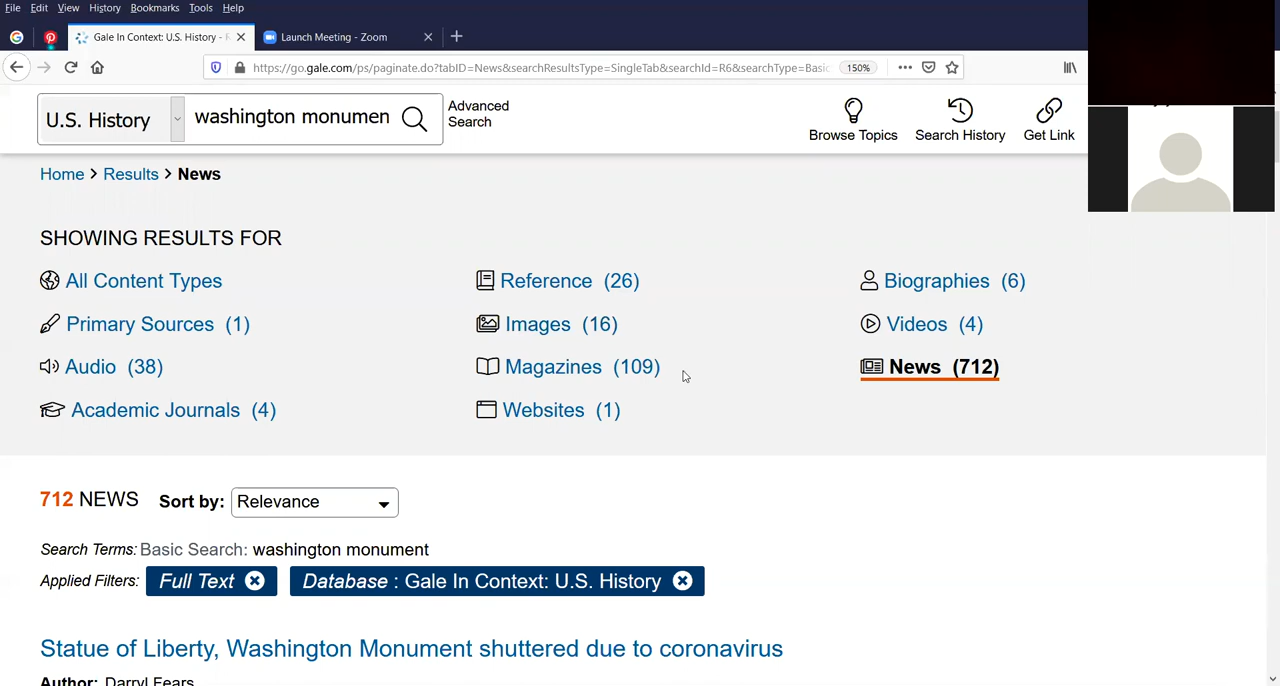 File Edit View History Bookmarks Tools Help
Gale In Context: U.S. History - Launch Meeting - Zoom
https://go.gale.com/ps/paginate.do?tabID=News&searchResultsType=SingleTab&searchId=R6&searchType=Basic 150%
U.S. History washington monumen Advanced Search Browse Topics Search History Get Link
Home > Results > News
SHOWING RESULTS FOR
All Content Types Reference (26) Biographies (6)
Primary Sources (1) Images (16) Videos (4)
Audio (38) Magazines (109) News (712)
Academic Journals (4) Websites (1)
712 NEWS Sort by: Relevance
Search Terms: Basic Search: washington monument
Applied Filters: Full Text Database : Gale In Context: U.S. History
Statue of Liberty, Washington Monument shuttered due to coronavirus
Author: Darryl Fears